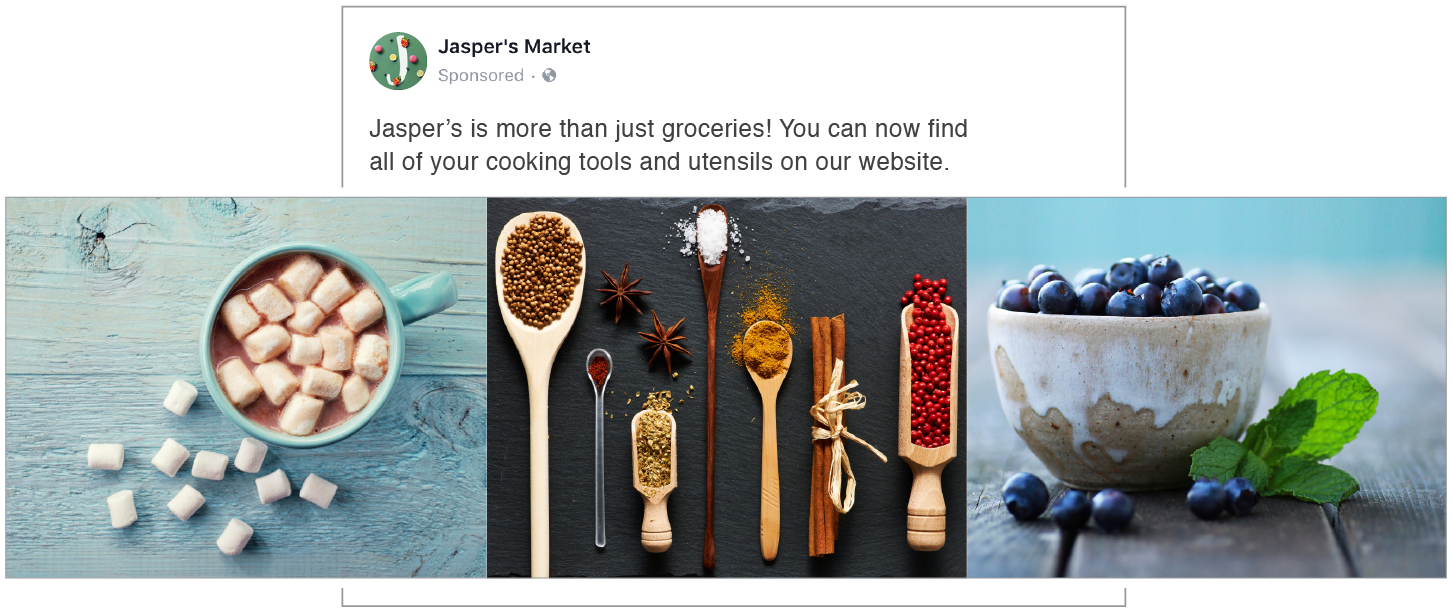 Jasper's Market
Sponsored ·
Jasper’s is more than just groceries! You can now find
all of your cooking tools and utensils on our website.